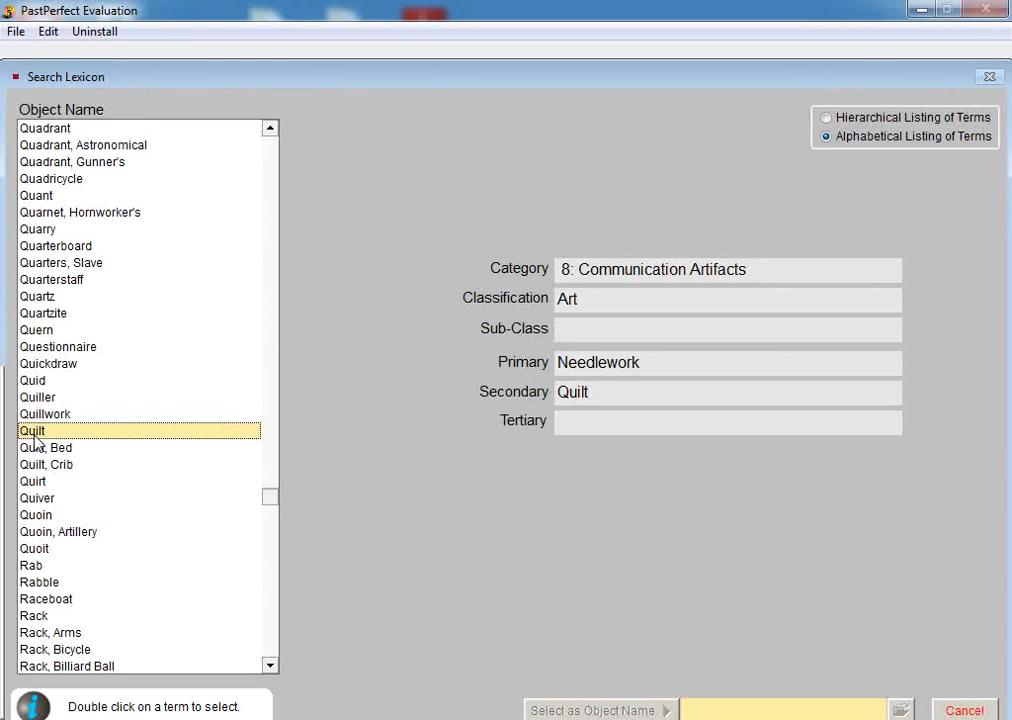 PastPerfect Evaluation
File Edit Uninstall
Search Lexicon
Object Name
Quadrant
Quadrant, Astronomical
Quadrant, Gunner's
Quadricycle
Quant
Quarnet, Hornworker's
Quarry
Quarterboard
Quarters, Slave
Quarterstaff
Quartz
Quartzite
Quern
Questionnaire
Quickdraw
Quid
Quiller
Quillwork
Quilt
Quilt, Bed
Quilt, Crib
Quirt
Quiver
Quoin
Quoin, Artillery
Quoit
Rab
Rabble
Raceboat
Rack
Rack, Arms
Rack, Bicycle
Rack, Billiard Ball
Double click on a term to select.
Hierarchical Listing of Terms
Alphabetical Listing of Terms
Category 8: Communication Artifacts
Classification Art
Sub-Class
Primary Needlework
Secondary Quilt
Tertiary
Select as Object Name
Cancel